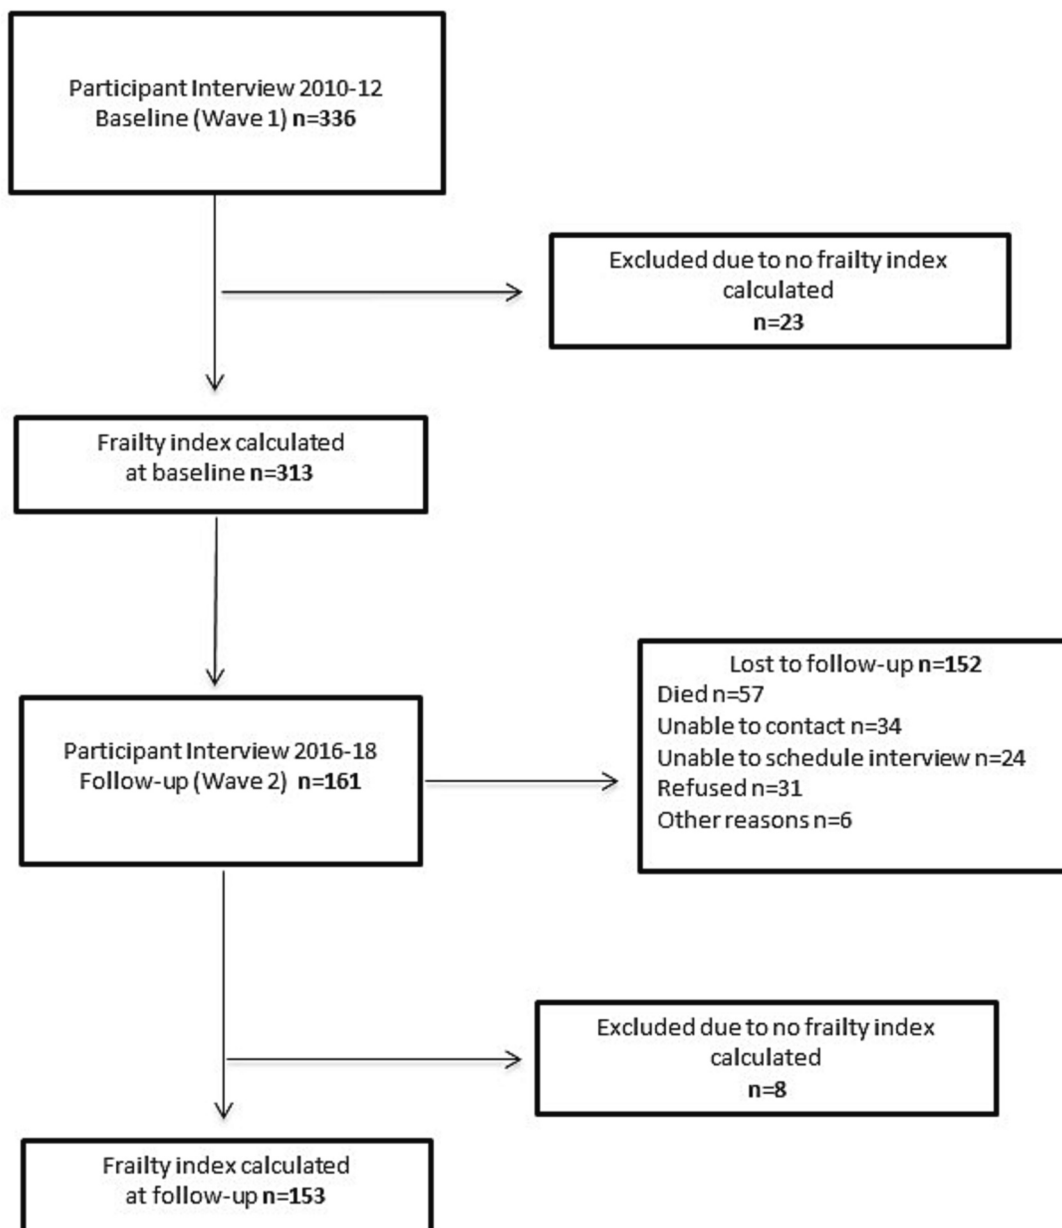 Participant Interview 2010-12
Baseline (Wave 1) n=336
Excluded due to no frailty index
calculated
n=23
Frailty index calculated
at baseline n=313
Lost to follow-up n=152
Died n=57
Unable to contact n=34
Unable to schedule interview n=24
Refused n=31
Other reasons n=6
Participant Interview 2016-18
Follow-up (Wave 2) n=161
Excluded due to no frailty index
calculated
n=8
Frailty index calculated
at follow-up n=153